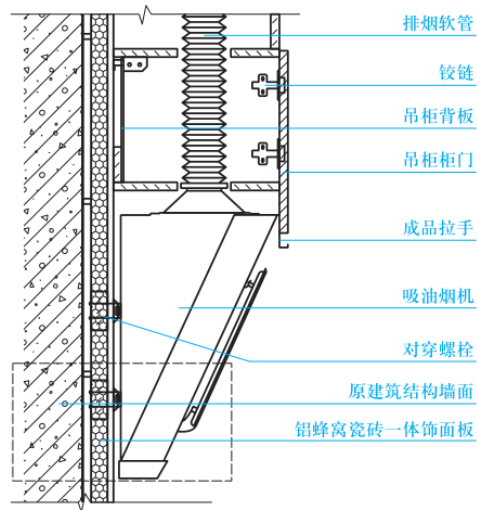 排烟软管
铰链
吊柜背板
吊柜柜门
成品拉手
吸油烟机
对穿螺栓
原建筑结构墙面
铝蜂窝瓷砖一体饰面板